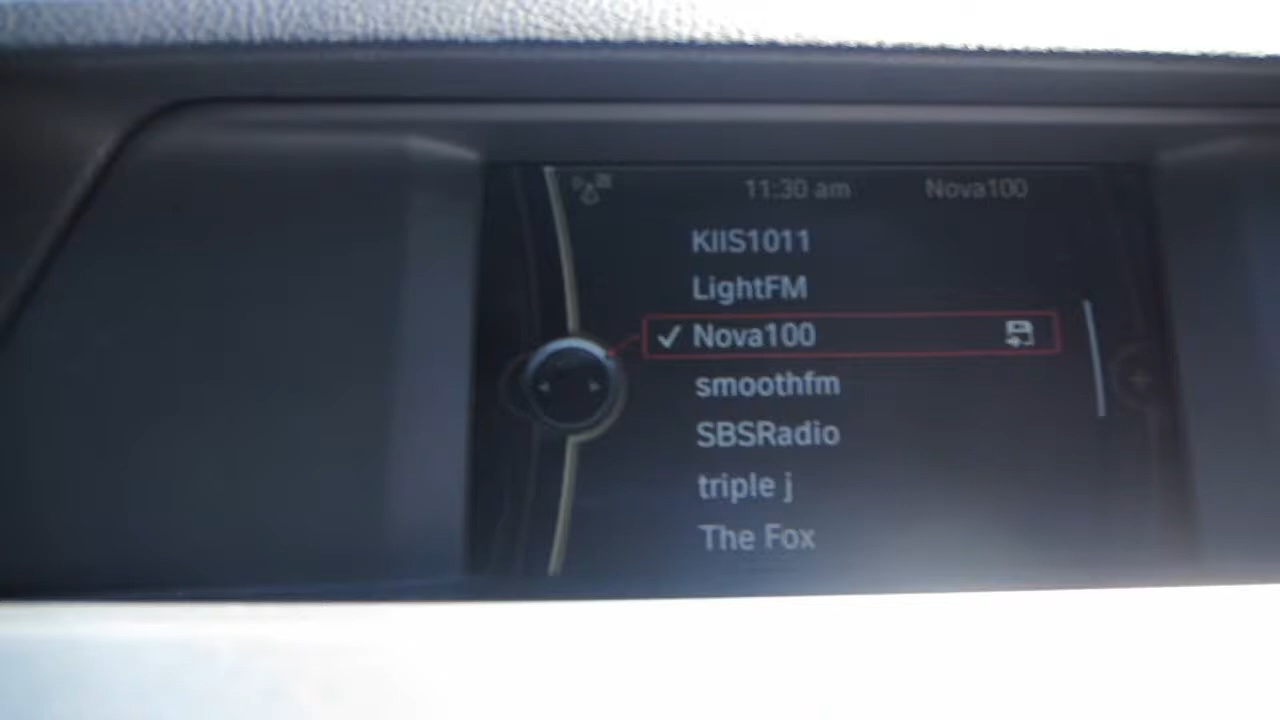 11:30 am Nova100
KIIS1011
LightFM
Nova100
smoothfm
SBSRadio
triple j
The Fox